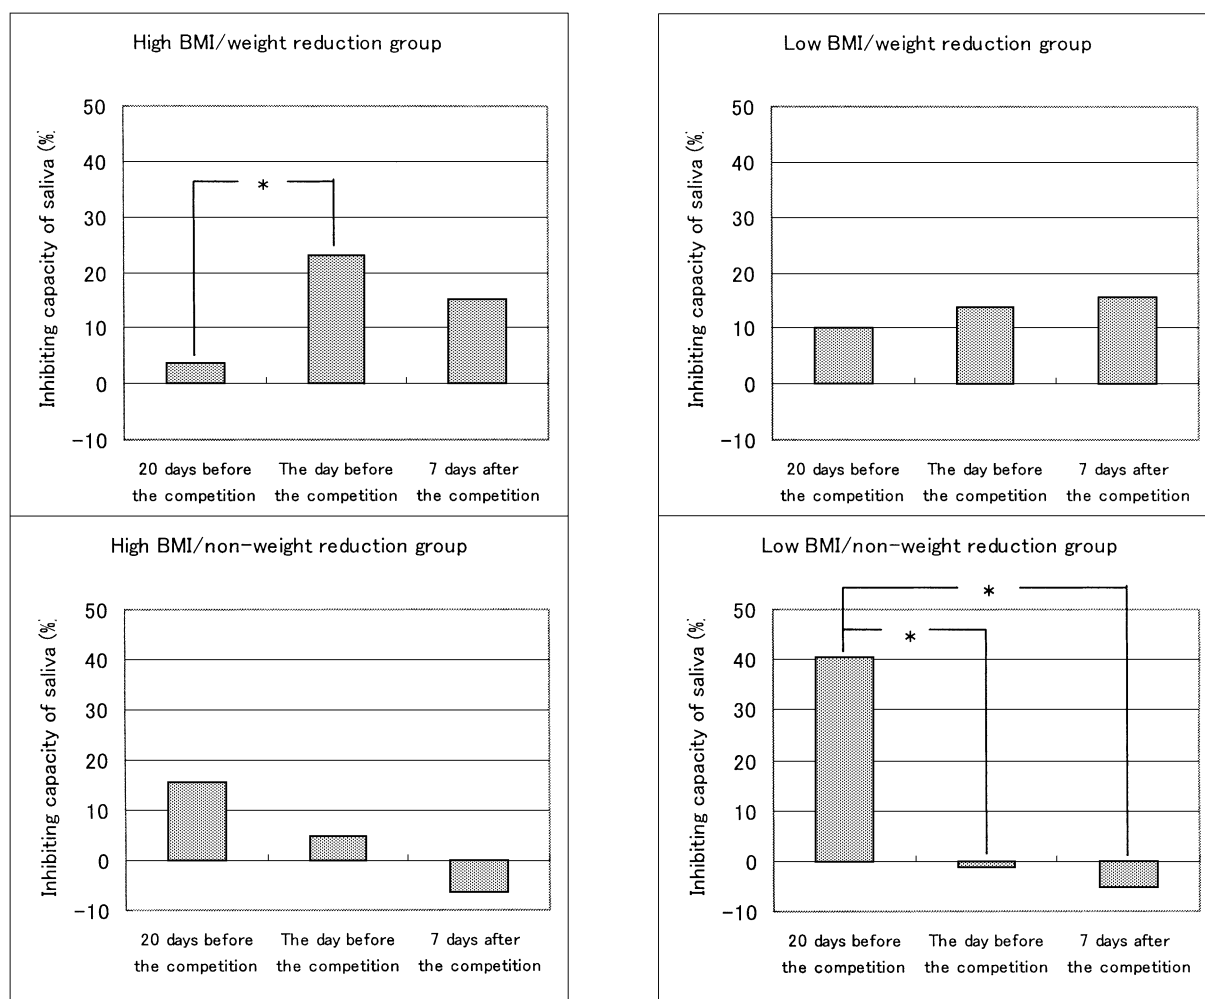 High BMI/weight reduction group
Inhibiting capacity of saliva (%
50
40
30
20
10
0
-10
*
20 days before
the competition
The day before
the competition
7 days after
the competition
Low BMI/weight reduction group
Inhibiting capacity of saliva (%
50
40
30
20
10
0
-10
20 days before
the competition
The day before
the competition
7 days after
the competition
High BMI/non-weight reduction group
Inhibiting capacity of saliva (%
50
40
30
20
10
0
-10
20 days before
the competition
The day before
the competition
7 days after
the competition
Low BMI/non-weight reduction group
Inhibiting capacity of saliva (%
50
40
30
20
10
0
-10
*
*
20 days before
the competition
The day before
the competition
7 days after
the competition